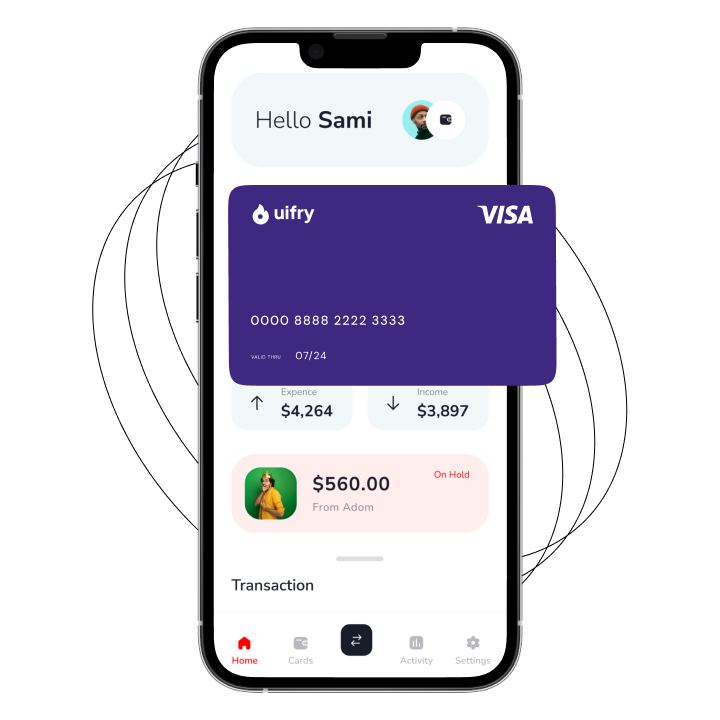 Hello Sami
uifry
VISA
0000 8888 2222 3333
VALID THRU 07/24
Expence
$4,264
Income
$3,897
On Hold
$560.00
From Adom
Transaction
Home
Cards
Activity
Settings